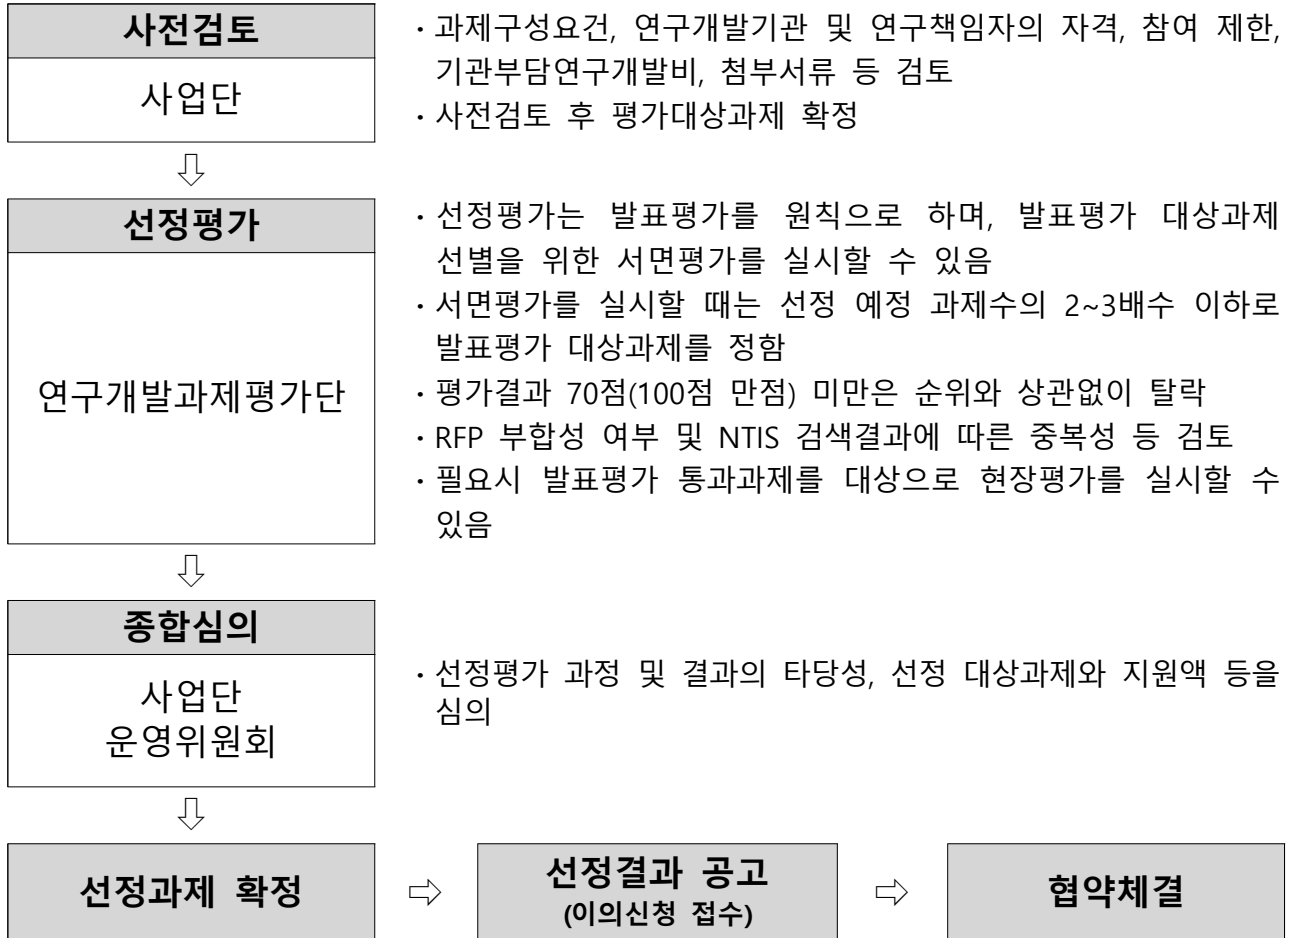 사전검토
사업단
· 과제구성요건, 연구개발기관 및 연구책임자의 자격, 참여 제한,
기관부담연구개발비, 첨부서류 등 검토
· 사전검토 후 평가대상과제 확정
⇩
선정평가
연구개발과제평가단
· 선정평가는 발표평가를 원칙으로 하며, 발표평가 대상과제
선별을 위한 서면평가를 실시할 수 있음
· 서면평가를 실시할 때는 선정 예정 과제수의 2~3배수 이하로
발표평가 대상과제를 정함
· 평가결과 70점(100점 만점) 미만은 순위와 상관없이 탈락
· RFP 부합성 여부 및 NTIS 검색결과에 따른 중복성 등 검토
· 필요시 발표평가 통과과제를 대상으로 현장평가를 실시할 수
있음
⇩
종합심의
사업단
운영위원회
· 선정평가 과정 및 결과의 타당성, 선정 대상과제와 지원액 등을
심의
⇩
선정과제 확정
⇨
선정결과 공고
(이의신청 접수)
⇨
협약체결